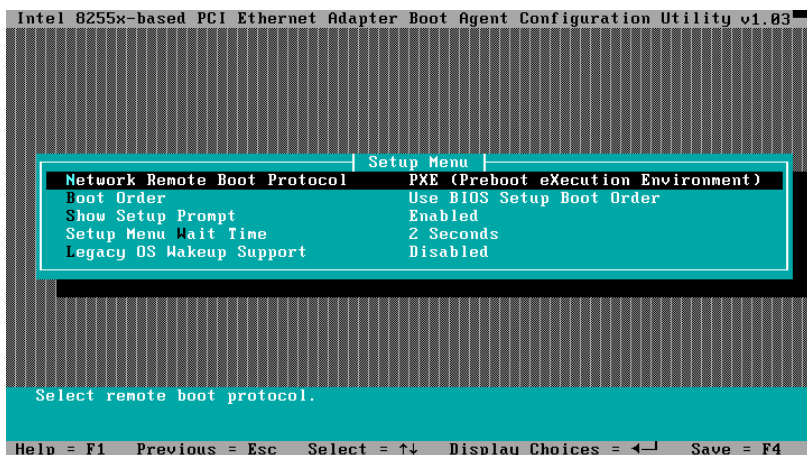 Intel 8255x-based PCI Ethernet Adapter Boot Agent Configuration Utility v1.03
Setup Menu
Network Remote Boot Protocol PXE (Preboot eXecution Environment)
Boot Order Use BIOS Setup Boot Order
Show Setup Prompt Enabled
Setup Menu Wait Time 2 Seconds
Legacy OS Wakeup Support Disabled
Select remote boot protocol.
Help = F1 Previous = Esc Select = ↑↓ Display Choices = ◄─┘ Save = F4